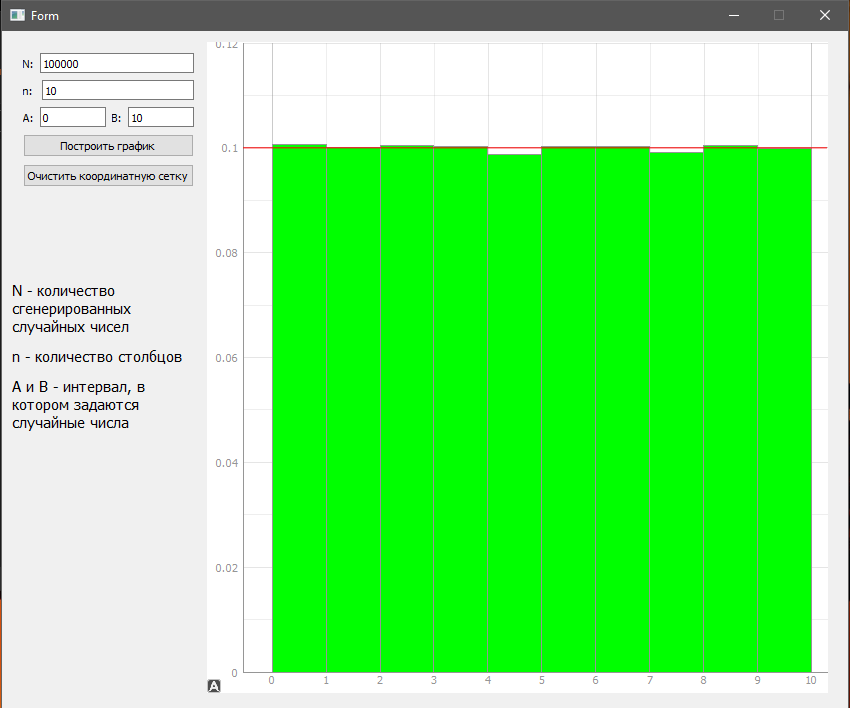 Form
N: 100000
n: 10
A: 0 B: 10
Построить график
Очистить координатную сетку
N - количество
сгенерированных
случайных чисел
n - количество столбцов
A и B - интервал, в
котором задаются
случайные числа
0.12
0.1
0.08
0.06
0.04
0.02
0
0 1 2 3 4 5 6 7 8 9 10
A